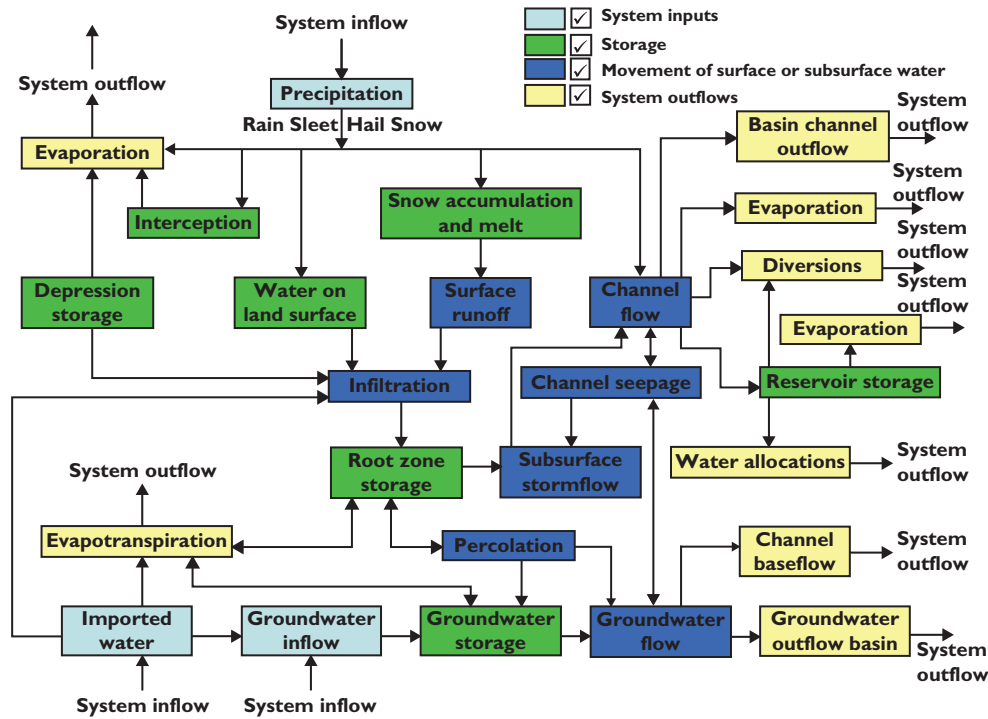 System inflow
System inputs
Storage
Movement of surface or subsurface water
System outflows
System outflow
Precipitation
Rain Sleet Hail Snow
Evaporation
Interception
Snow accumulation
and melt
Basin channel
outflow
System
outflow
Evaporation
System
outflow
Diversions
System
outflow
Evaporation
System
outflow
Depression
storage
Water on
land surface
Surface
runoff
Channel
flow
Infiltration
Channel seepage
Reservoir storage
Root zone
storage
Subsurface
stormflow
Water allocations
System
outflow
System outflow
Evapotranspiration
Percolation
Channel
baseflow
System
outflow
Imported
water
Groundwater
inflow
Groundwater
storage
Groundwater
flow
Groundwater
outflow basin
System
outflow
System inflow
System inflow